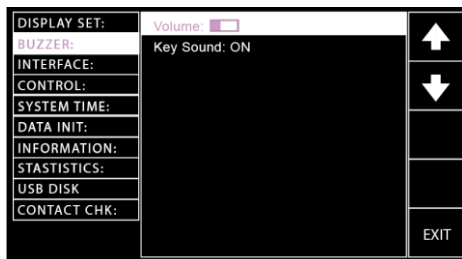 DISPLAY SET:
BUZZER:
INTERFACE:
CONTROL:
SYSTEM TIME:
DATA INIT:
INFORMATION:
STASTISTICS:
USB DISK
CONTACT CHK:
Volume:
Key Sound: ON
EXIT